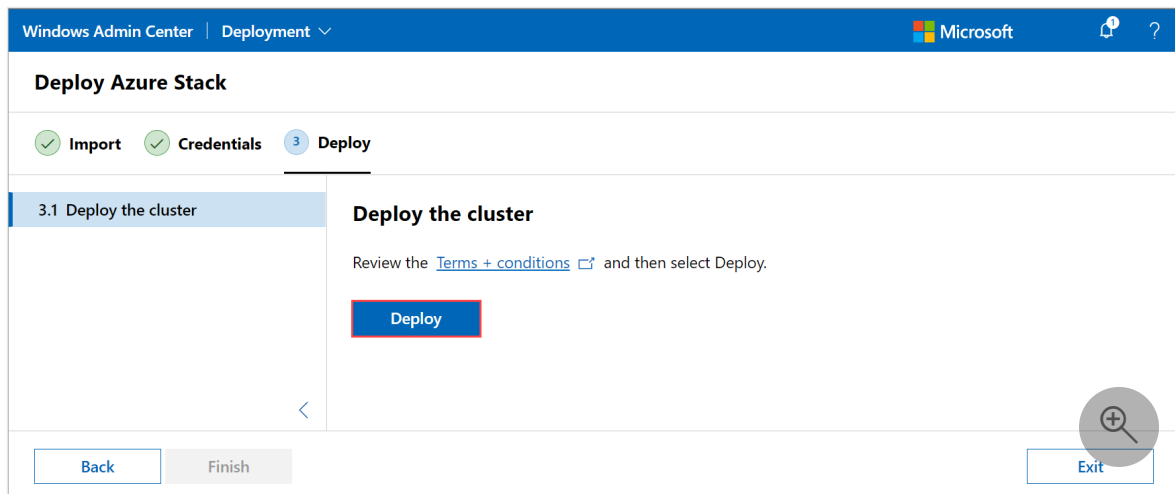 Windows Admin Center | Deployment
Microsoft
1
?
Deploy Azure Stack
Import
Credentials
3 Deploy
3.1 Deploy the cluster
Deploy the cluster
Review the Terms + conditions and then select Deploy.
Deploy
Back
Finish
Exit